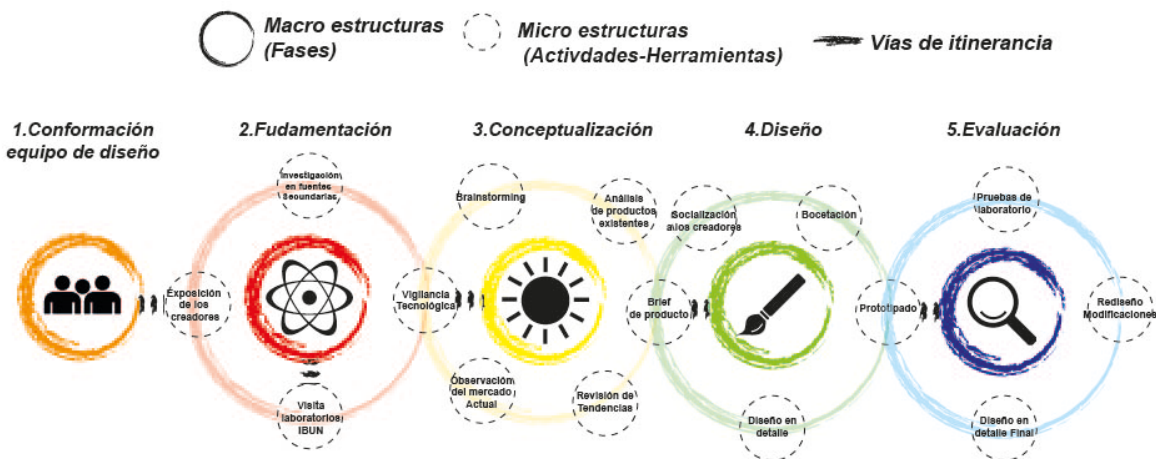 Macro estructuras
(Fases)
Micro estructuras
(Activdades-Herramientas)
Vías de itinerancia
1.Conformación
equipo de diseño
2.Fudamentación
3.Conceptualización
4.Diseño
5.Evaluación
Exposición
de los
creadores
Investigación
en fuentes
Secundarias
Visita
laboratorios
IBUN
Vigilancia
Tecnológica
Brainstorming
Análisis
de productos
existentes
Observación
del mercado
Actual
Revisión de
Tendencias
Brief
de producto
Socialización
a los creadores
Bocetación
Diseño en
detalle
Prototipado
Pruebas de
laboratorio
Rediseño
Modificaciones
Diseño en
detalle Final